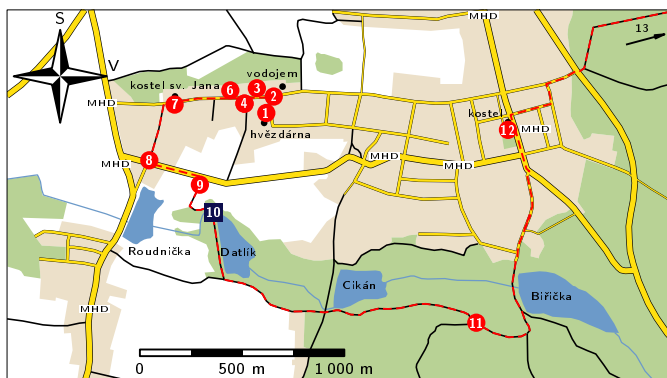 S
MHD
13
V
vodojem
kostel sv. Jana
6
3
2
MHD
7
4
1
kostel
hvězdárna
12
MHD
MHD
8
MHD
MHD
9
10
Roudnička
Datlík
Cikán
Biřička
MHD
11
500 m
1 000 m